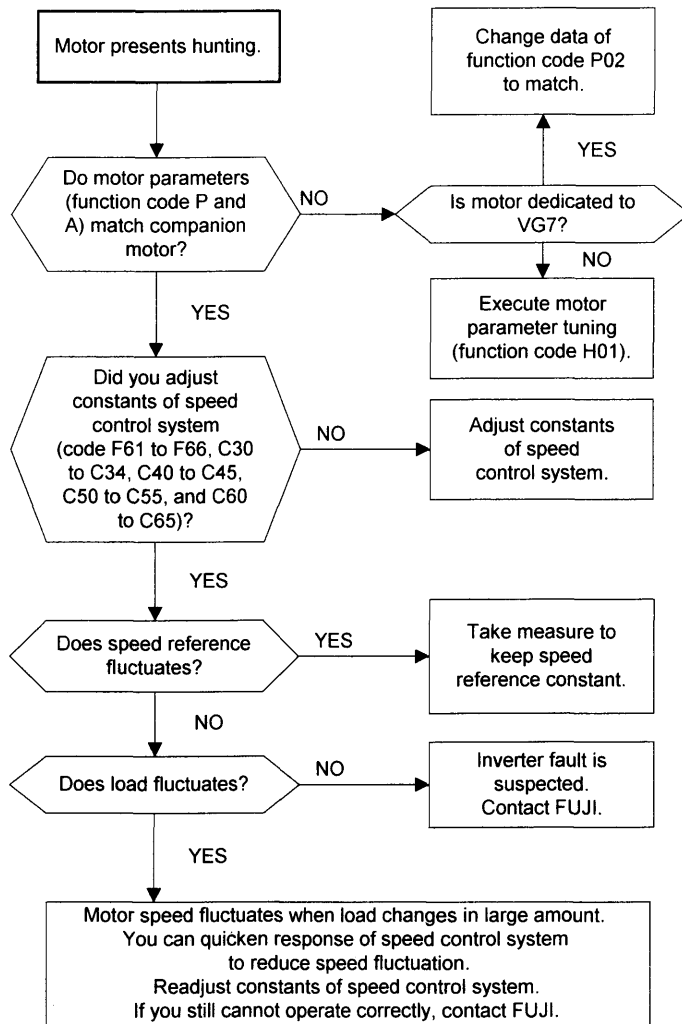 Motor presents hunting.
Change data of
function code P02
to match.
YES
Do motor parameters
(function code P and
A) match companion
motor?
NO
Is motor dedicated to
VG7?
NO
YES
Execute motor
parameter tuning
(function code H01).
Did you adjust
constants of speed
control system
(code F61 to F66, C30
to C34, C40 to C45,
C50 to C55, and C60
to C65)?
NO
Adjust constants
of speed
control system.
YES
Does speed reference
fluctuates?
YES
Take measure to
keep speed
reference constant.
NO
Does load fluctuates?
NO
Inverter fault is
suspected.
Contact FUJI.
YES
Motor speed fluctuates when load changes in large amount.
You can quicken response of speed control system
to reduce speed fluctuation.
Readjust constants of speed control system.
If you still cannot operate correctly, contact FUJI.